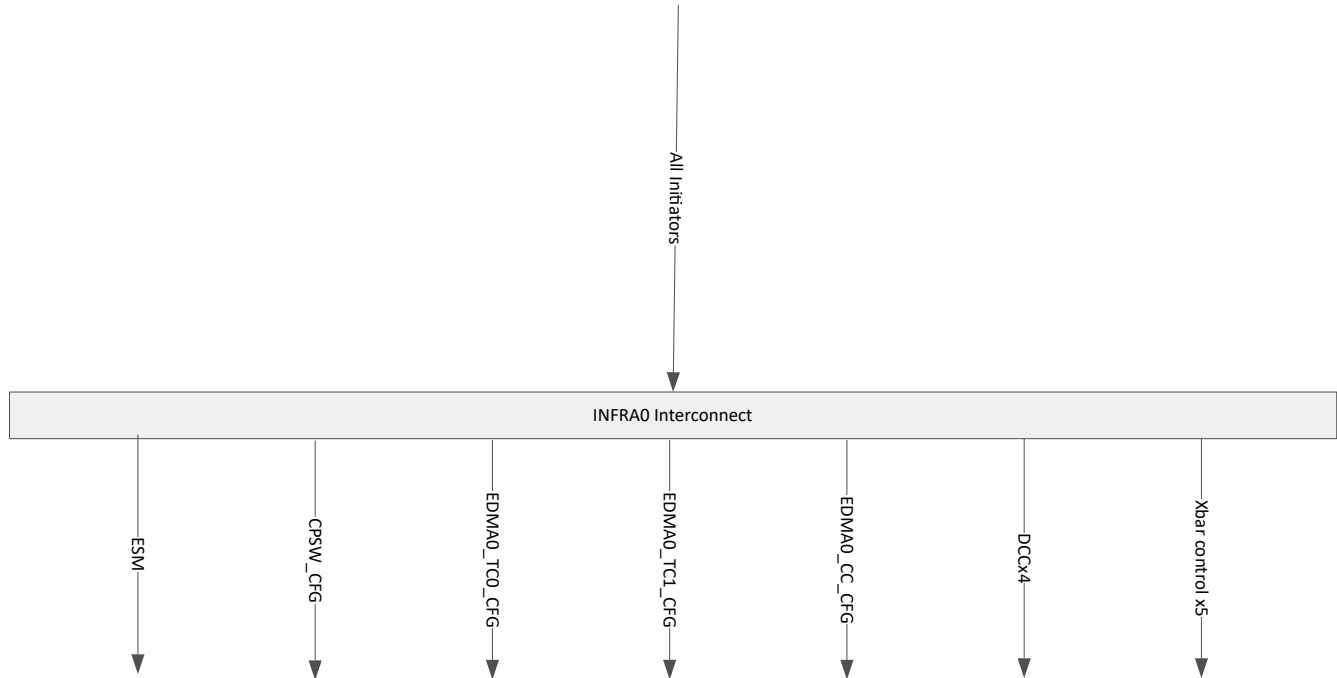 All Initiators
INFRA0 Interconnect
ESM
CPSW_CFG
EDMA0_TC0_CFG
EDMA0_TC1_CFG
EDMA0_CC_CFG
DCCx4
Xbar control x5